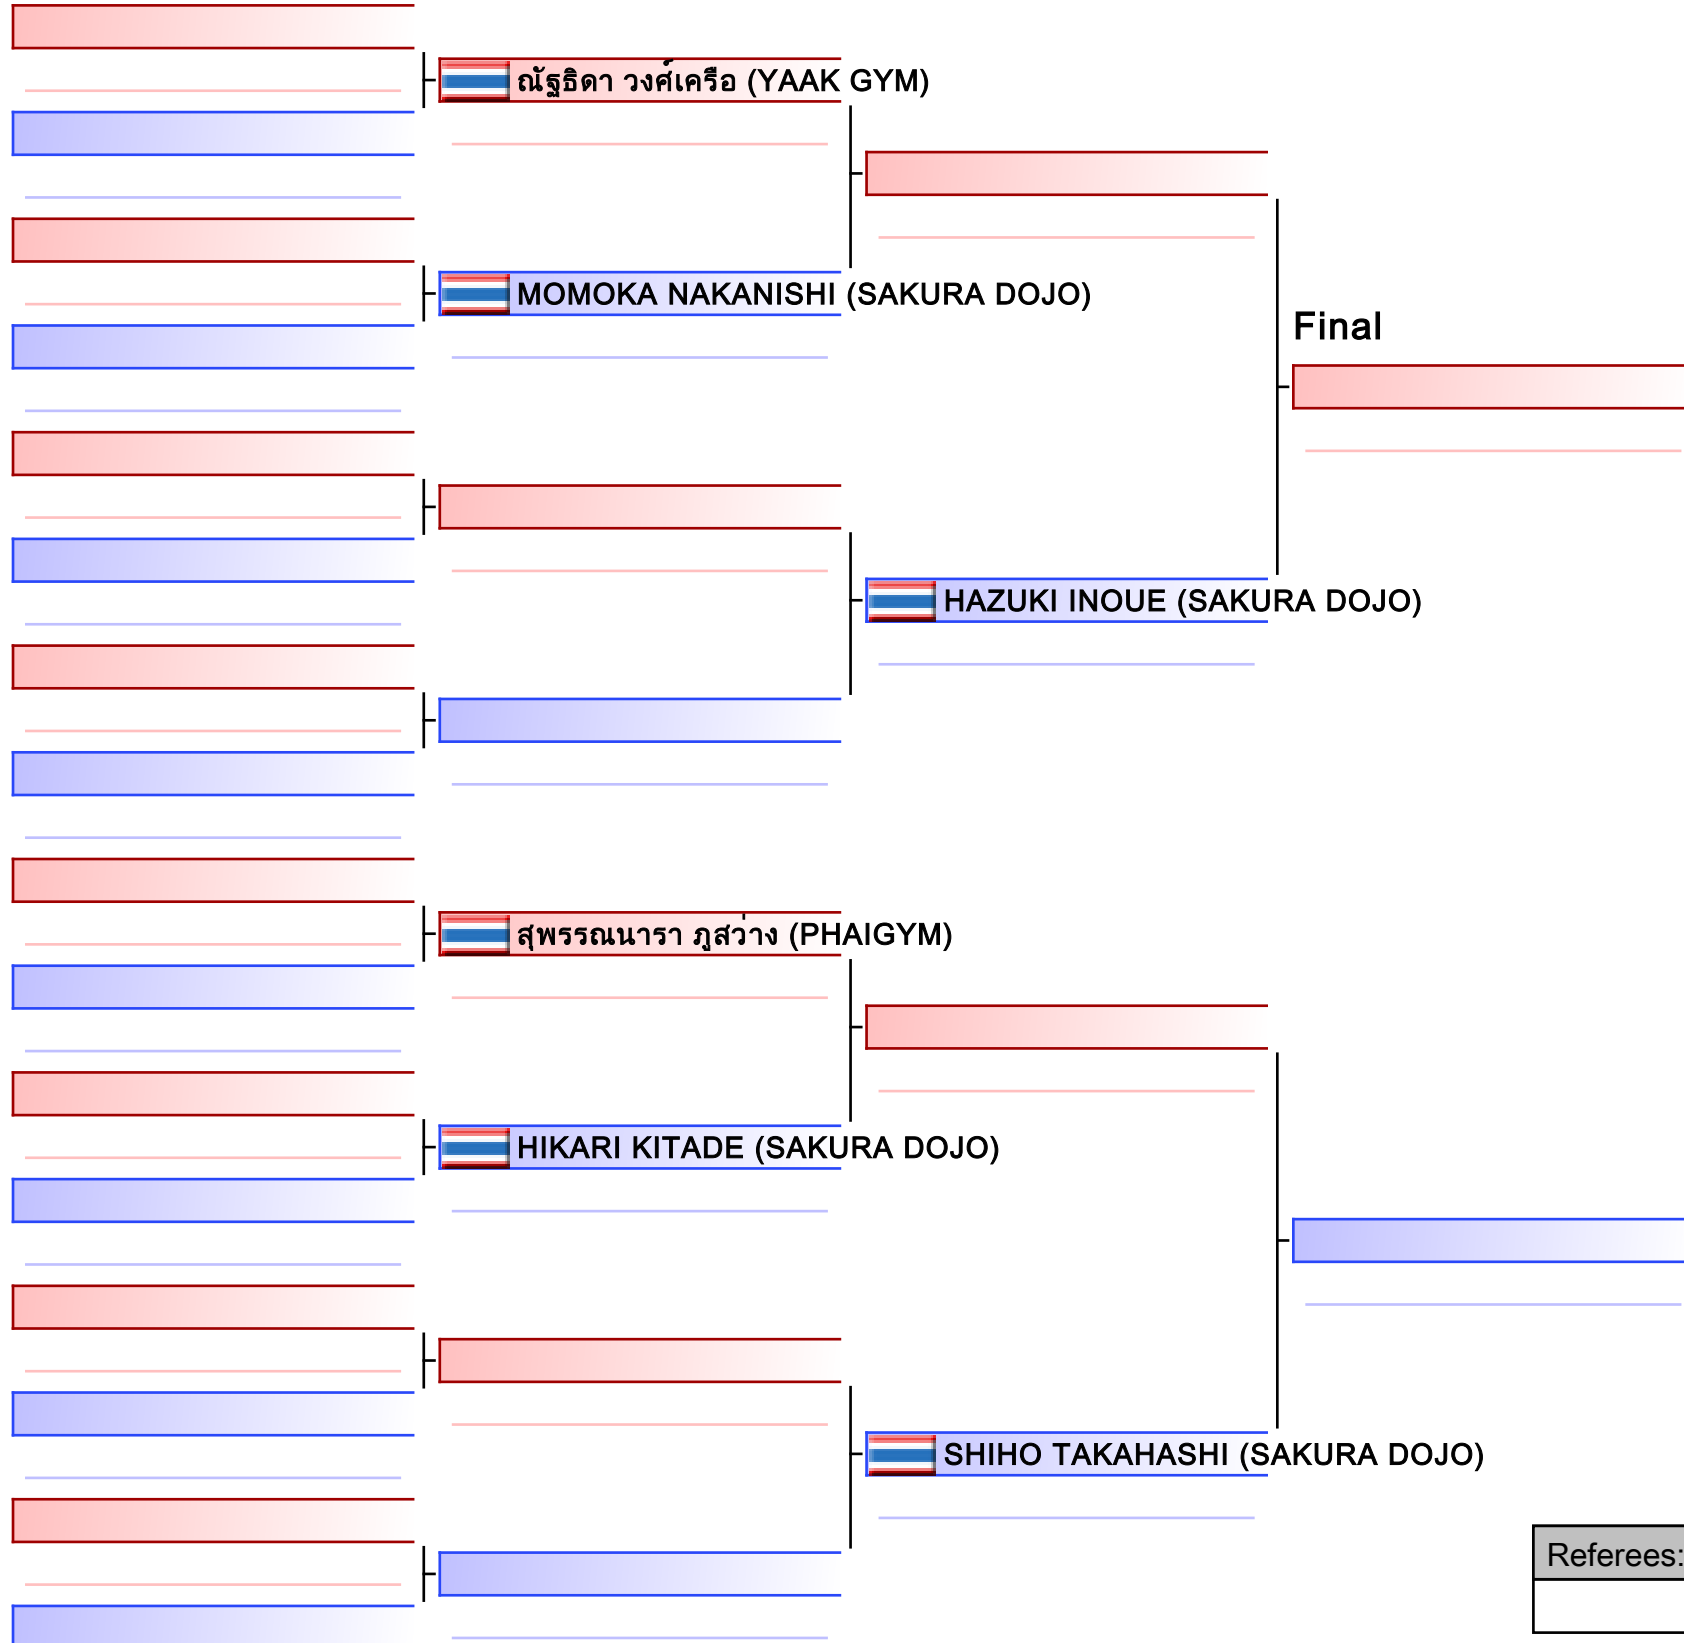 ณัฐธิดา วงศ์เครือ (YAAK GYM)
MOMOKA NAKANISHI (SAKURA DOJO)
Final
HAZUKI INOUE (SAKURA DOJO)
สุพรรณนารา ภูสว่าง (PHAIGYM)
HIKARI KITADE (SAKURA DOJO)
SHIHO TAKAHASHI (SAKURA DOJO)
Referees: